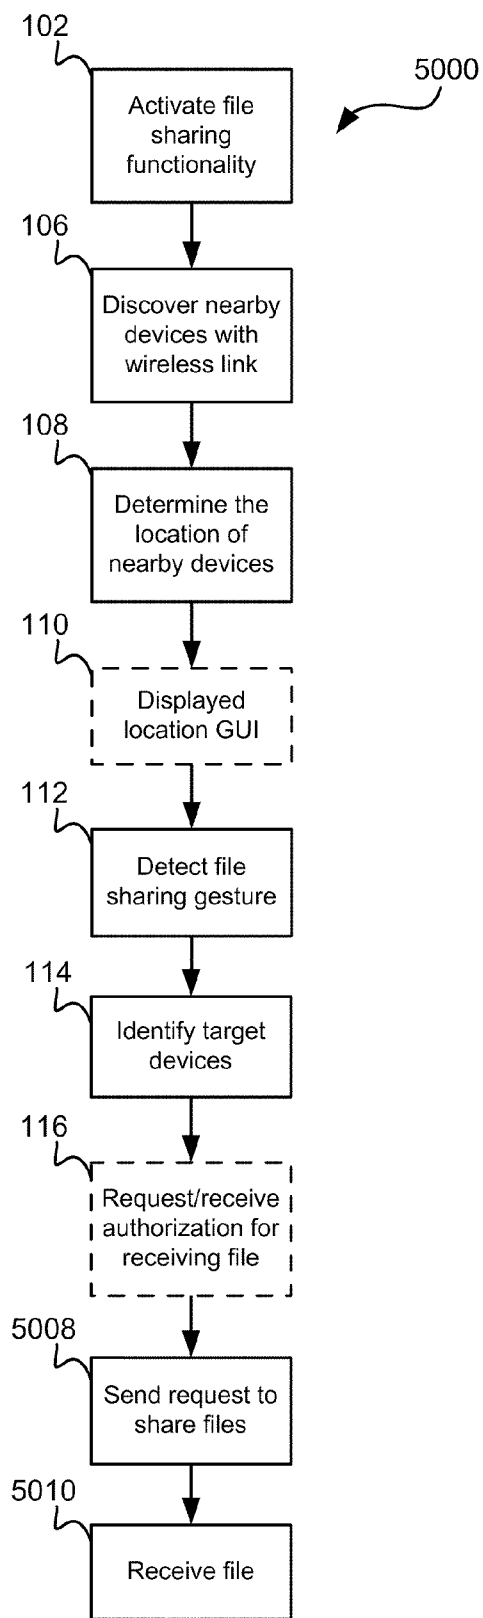 102
5000
Activate file
sharing
functionality
106
Discover nearby
devices with
wireless link
108
Determine the
location of
nearby devices
110
Displayed
location GUI
112
Detect file
sharing gesture
114
Identify target
devices
116
Request/receive
authorization for
receiving file
5008
Send request to
share files
5010
Receive file